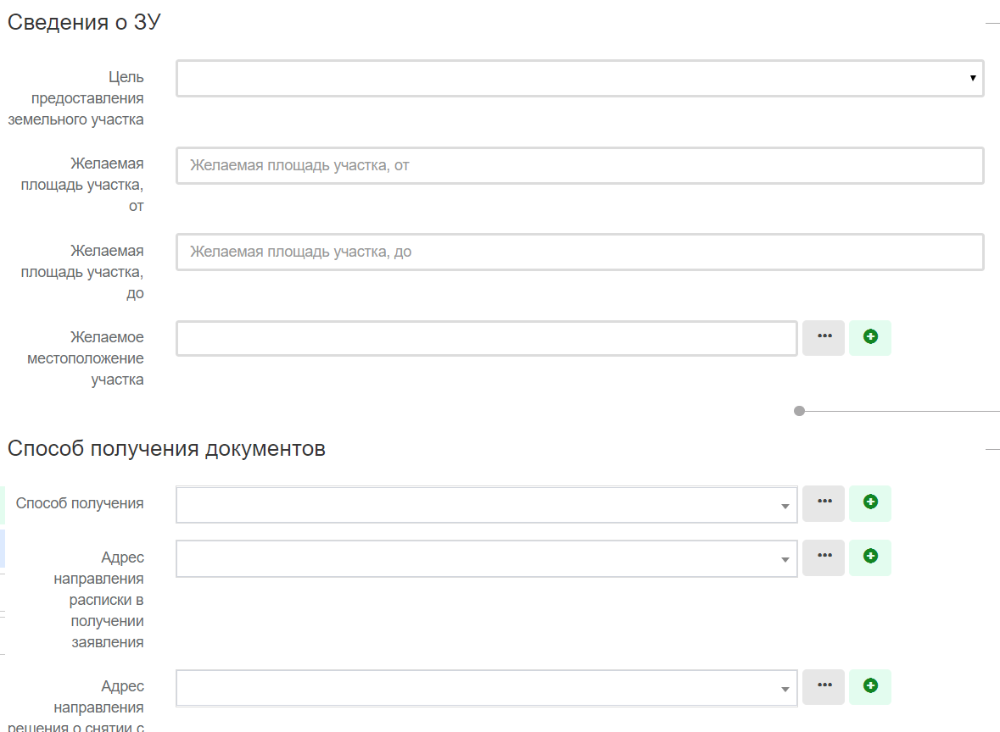 Сведения о ЗУ
Цель
предоставления
земельного участка
Желаемая
площадь участка,
от
Желаемая площадь участка, от
Желаемая
площадь участка,
до
Желаемая площадь участка, до
Желаемое
местоположение
участка
Способ получения документов
Способ получения
Адрес
направления
расписки в
получении
заявления
Адрес
направления
решения о снятии с